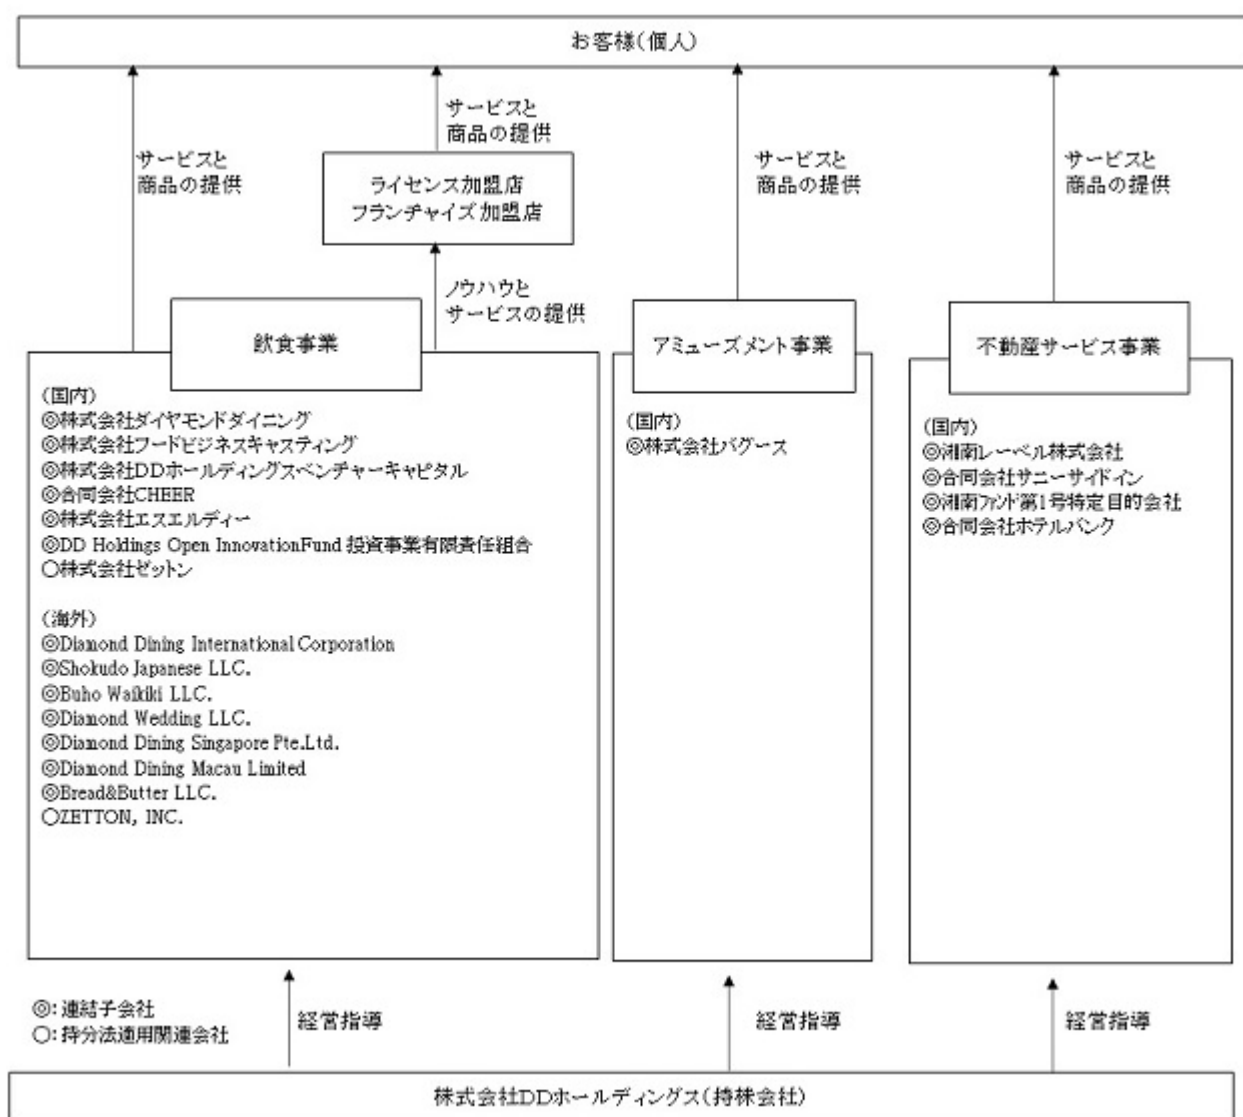 お客様(個人)
サービスと
商品の提供
サービスと
商品の提供
サービスと
商品の提供
サービスと
商品の提供
ライセンス加盟店
フランチャイズ加盟店
ノウハウと
サービスの提供
飲食事業
(国内)
◎株式会社ダイヤモンドダイニング
◎株式会社フードビジネスキャスティング
◎株式会社DDホールディングスベンチャーキャピタル
◎合同会社CHEER
◎株式会社エスエルディー
◎DD Holdings Open InnovationFund 投資事業有限責任組合
○株式会社ゼットン
(海外)
◎Diamond Dining International Corporation
◎Shokudo Japanese LLC.
◎Buho Waikiki LLC.
◎Diamond Wedding LLC.
◎Diamond Dining Singapore Pte.Ltd.
◎Diamond Dining Macau Limited
◎Bread&Butter LLC.
○ZETTON, INC.
アミューズメント事業
(国内)
◎株式会社バグース
不動産サービス事業
(国内)
◎湘南レーベル株式会社
◎合同会社サニーサイドイン
◎湘南ファンド第1号特定目的会社
◎合同会社ホテルバンク
◎:連結子会社
○:持分法適用関連会社
経営指導
経営指導
経営指導
株式会社DDホールディングス(持株会社)